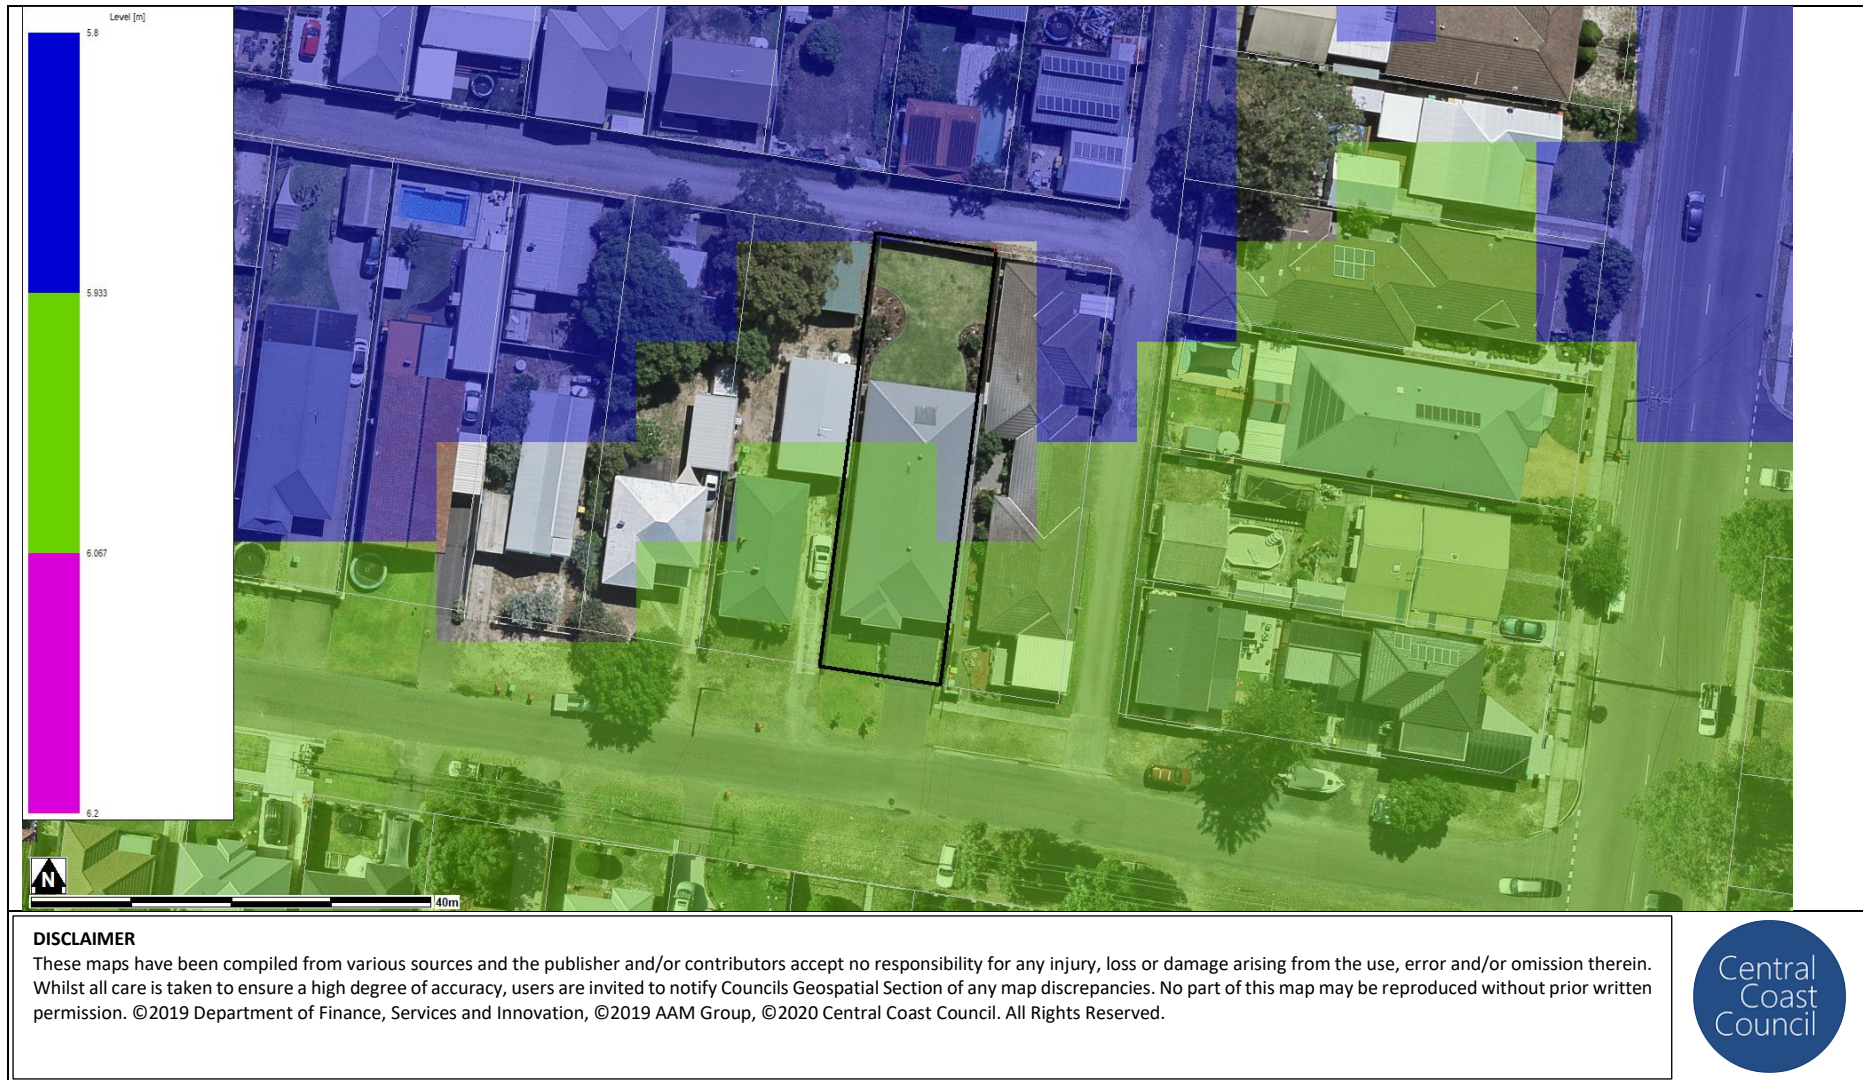 Level [m]
5.8
5.933
6.067
6.2
N
40m
DISCLAIMER
These maps have been compiled from various sources and the publisher and/or contributors accept no responsibility for any injury, loss or damage arising from the use, error and/or omission therein.
Whilst all care is taken to ensure a high degree of accuracy, users are invited to notify Councils Geospatial Section of any map discrepancies. No part of this map may be reproduced without prior written
permission. ©2019 Department of Finance, Services and Innovation, ©2019 AAM Group, ©2020 Central Coast Council. All Rights Reserved.
Central
Coast
Council